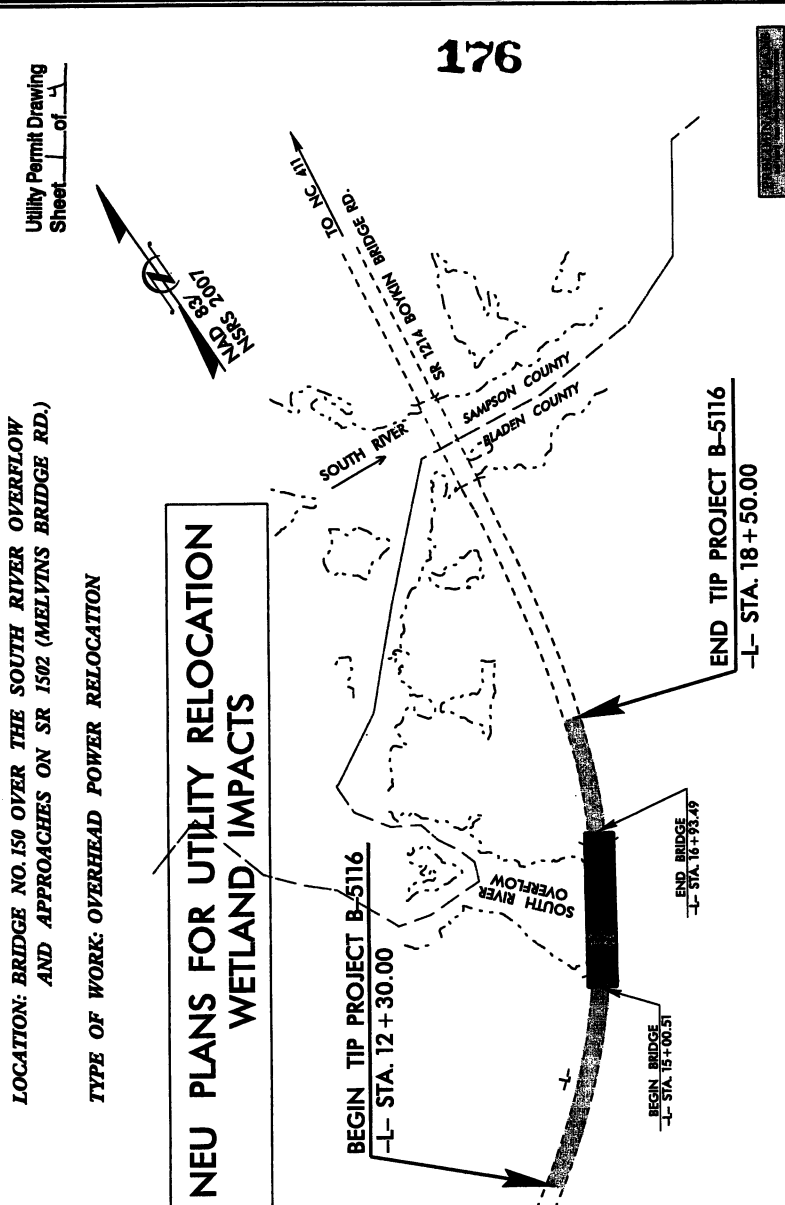 176
Utility Permit Drawing
Sheet 1 of 4
LOCATION: BRIDGE NO. 150 OVER THE SOUTH RIVER OVERFLOW
AND APPROACHES ON SR 1502 (MELVINS BRIDGE RD.)
TYPE OF WORK: OVERHEAD POWER RELOCATION
NAD 83/
NSRS 2007
NEU PLANS FOR UTILITY RELOCATION
WETLAND IMPACTS
TO NC 411
SR 1214 BOYKIN BRIDGE RD.
SOUTH RIVER
SAMPSON COUNTY
BLADEN COUNTY
BEGIN TIP PROJECT B-5116
-L- STA. 12+30.00
SOUTH RIVER
OVERFLOW
-L-
BEGIN BRIDGE
-L- STA. 15+00.51
END BRIDGE
-L- STA. 16+93.49
END TIP PROJECT B-5116
-L- STA. 18+50.00